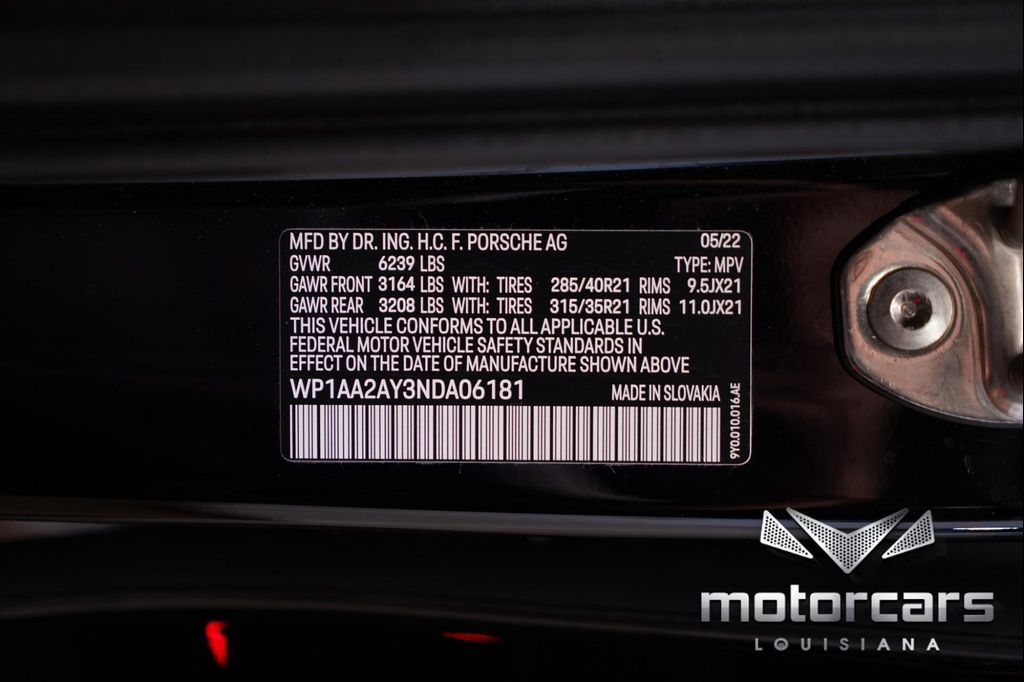 MFD BY DR. ING. H.C. F. PORSCHE AG 05/22
GVWR 6239 LBS TYPE: MPV
GAWR FRONT 3164 LBS WITH: TIRES 285/40R21 RIMS 9.5JX21
GAWR REAR 3208 LBS WITH: TIRES 315/35R21 RIMS 11.0JX21
THIS VEHICLE CONFORMS TO ALL APPLICABLE U.S.
FEDERAL MOTOR VEHICLE SAFETY STANDARDS IN
EFFECT ON THE DATE OF MANUFACTURE SHOWN ABOVE
WP1AA2AY3NDA06181 MADE IN SLOVAKIA
9Y0.010.016.AE
motorcars
LOUISIANA